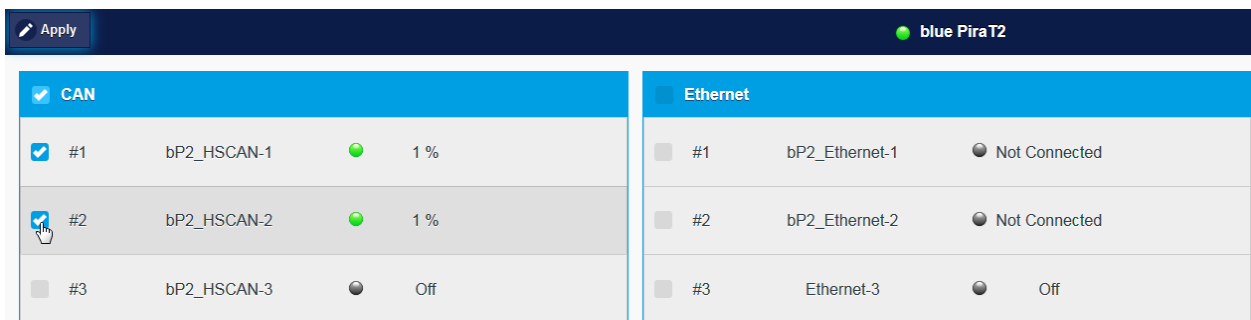 Apply
blue PiraT2
CAN
#1 bP2_HSCAN-1 1 %
#2 bP2_HSCAN-2 1 %
#3 bP2_HSCAN-3 Off
Ethernet
#1 bP2_Ethernet-1 Not Connected
#2 bP2_Ethernet-2 Not Connected
#3 Ethernet-3 Off